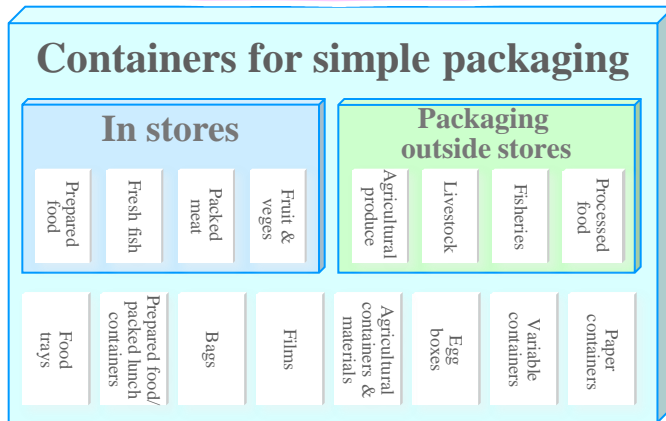 Containers for simple packaging
In stores
Packaging
outside stores
Prepared
food
Fresh fish
Packed
meat
Fruit &
veges
Agricultural
produce
Livestock
Fisheries
Processed
food
Food
trays
Prepared food/
packed lunch
containers
Bags
Films
Agricultural
containers &
materials
Egg
boxes
Variable
containers
Paper
containers